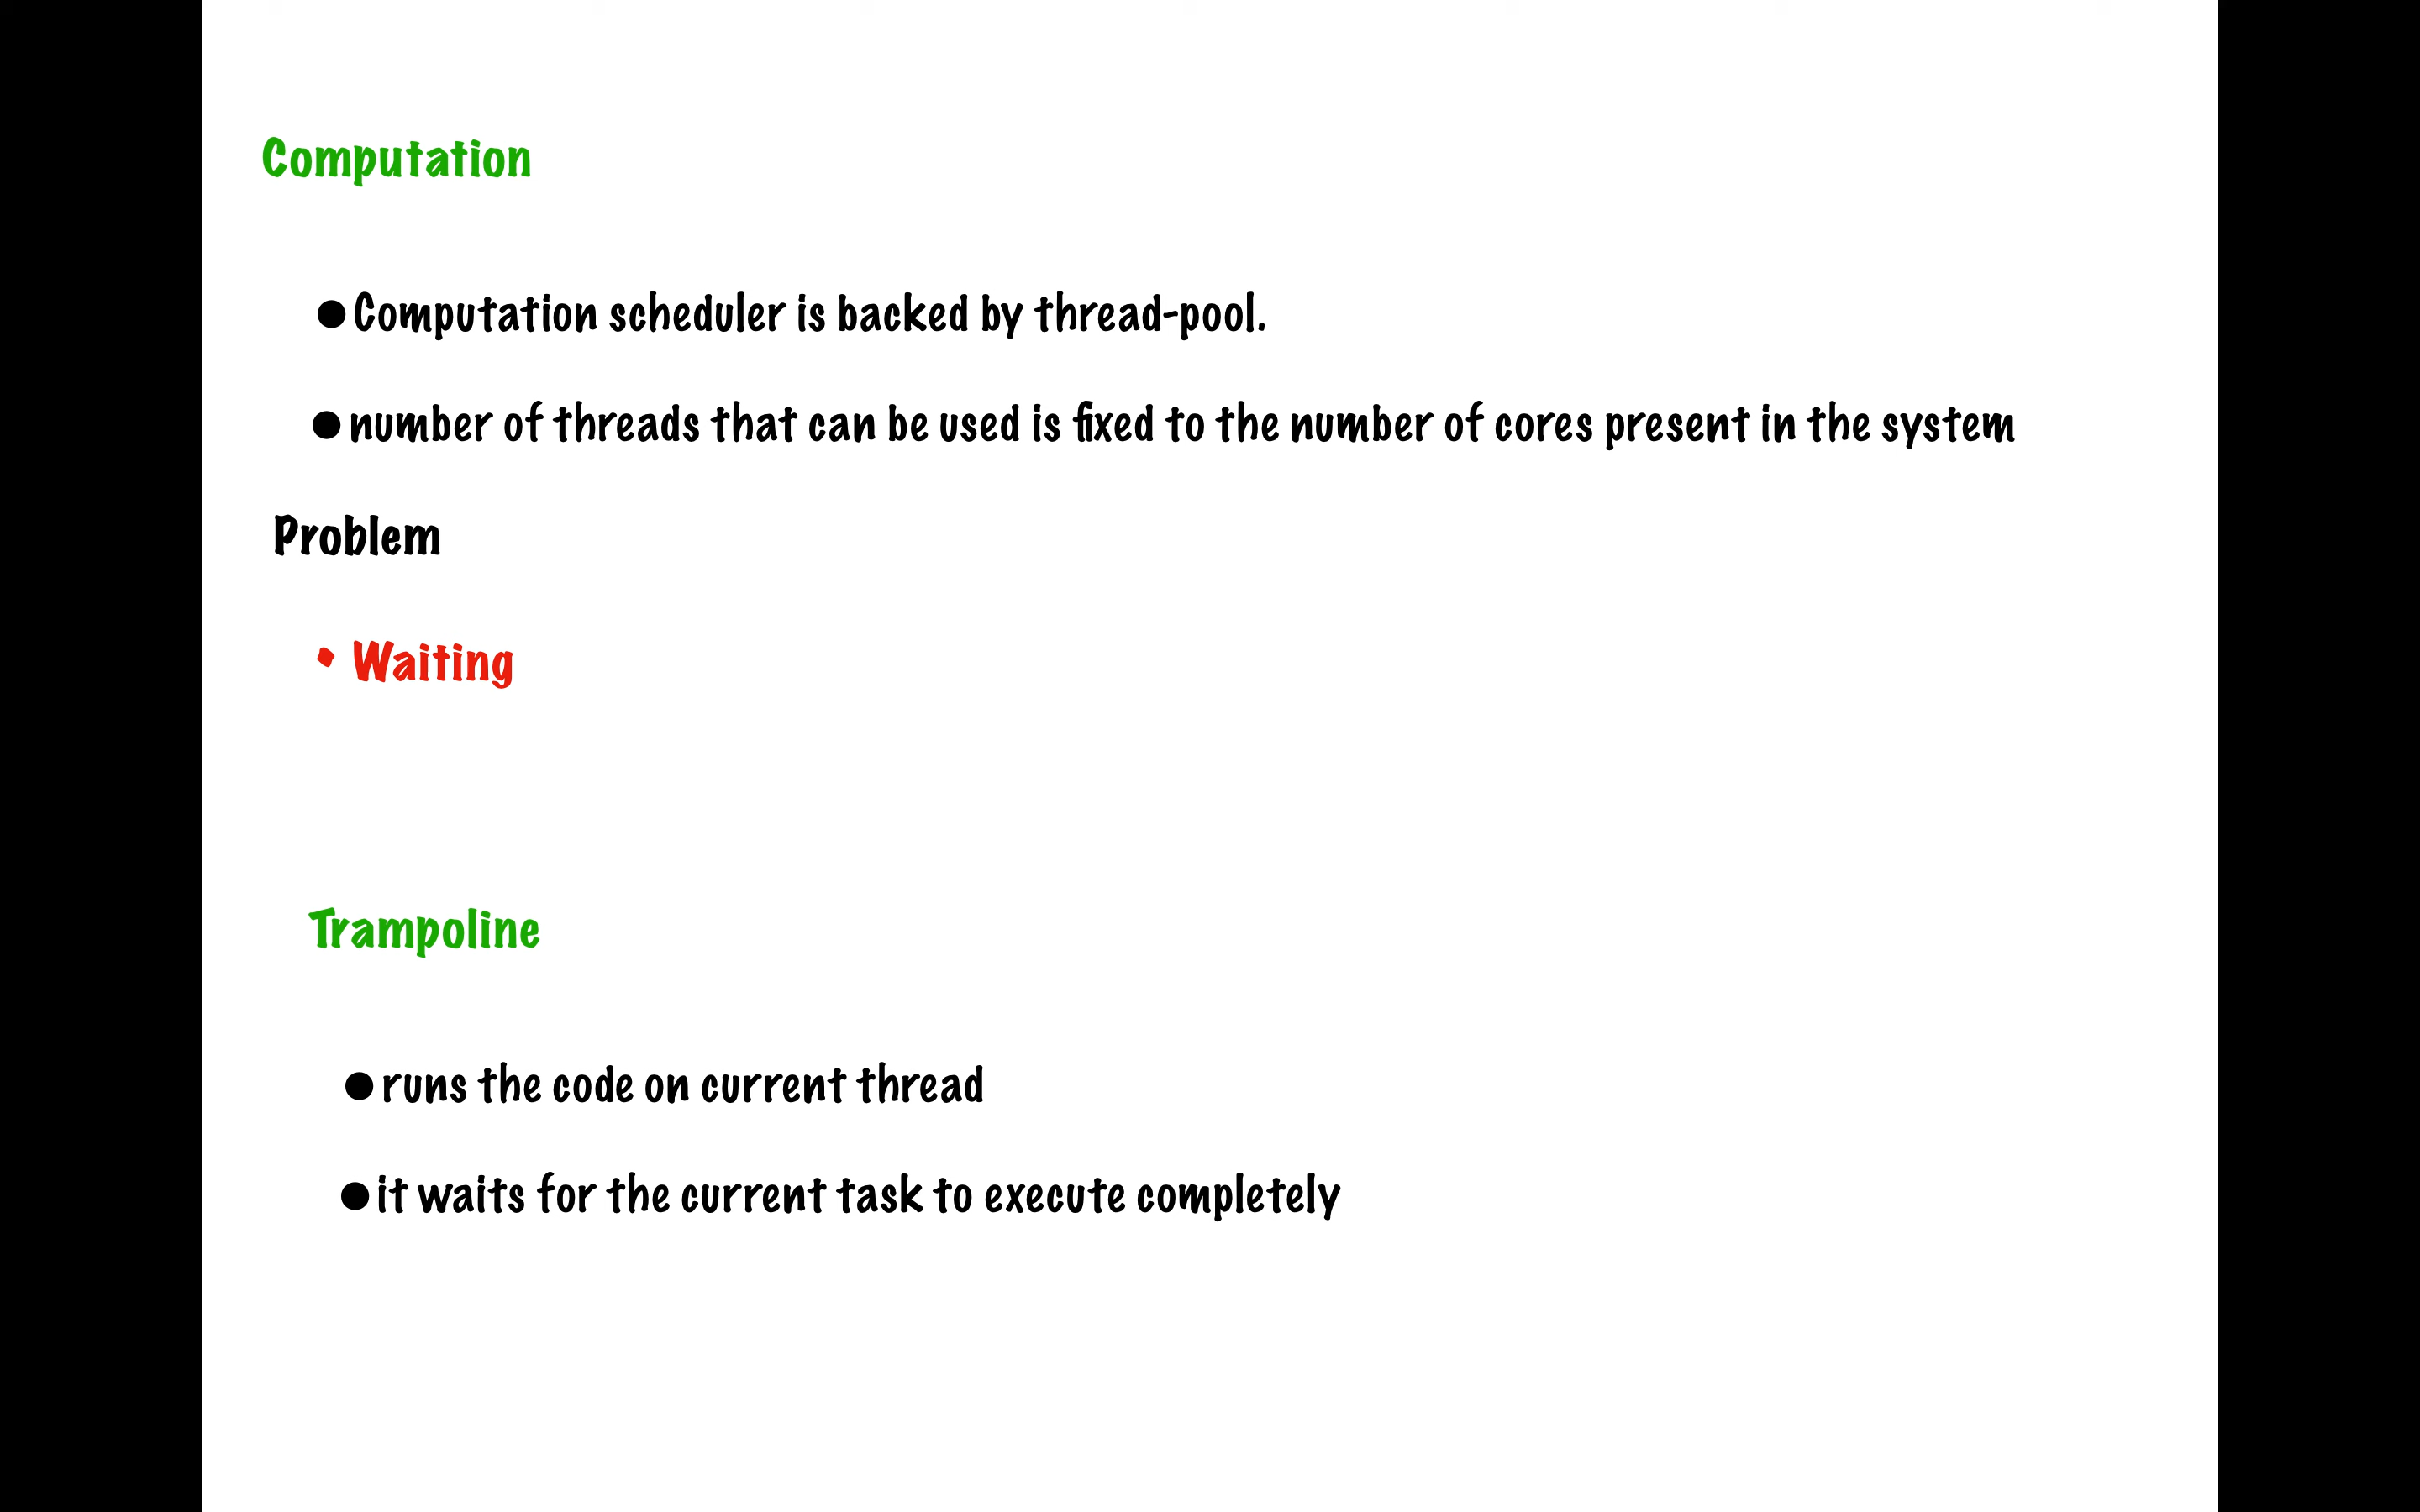 Computation
●Computation scheduler is backed by thread-pool.
●number of threads that can be used is fixed to the number of cores present in the system
Problem
• Waiting
Trampoline
●runs the code on current thread
●it waits for the current task to execute completely